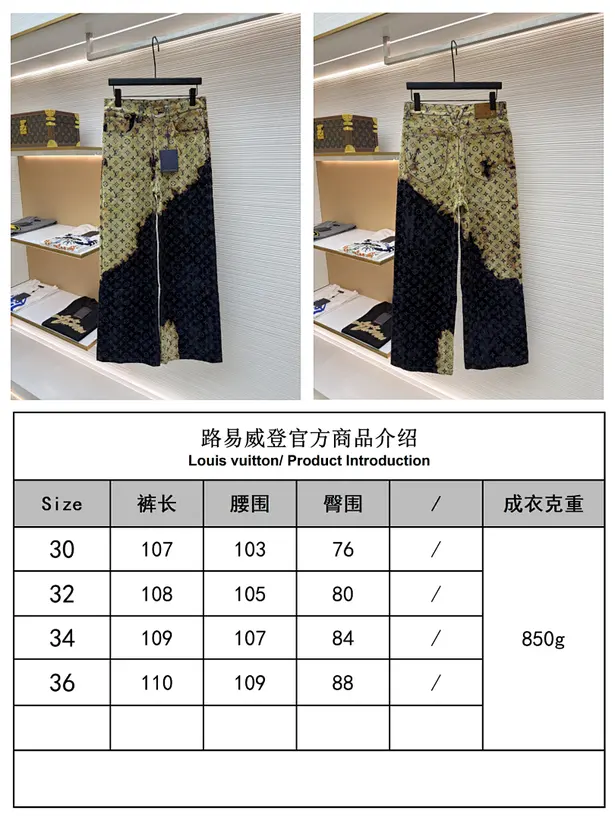 路易威登官方商品介绍
Louis vuitton/ Product Introduction
Size 裤长 腰围 臀围 / 成衣克重
30 107 103 76 /
32 108 105 80 /
34 109 107 84 / 850g
36 110 109 88 /